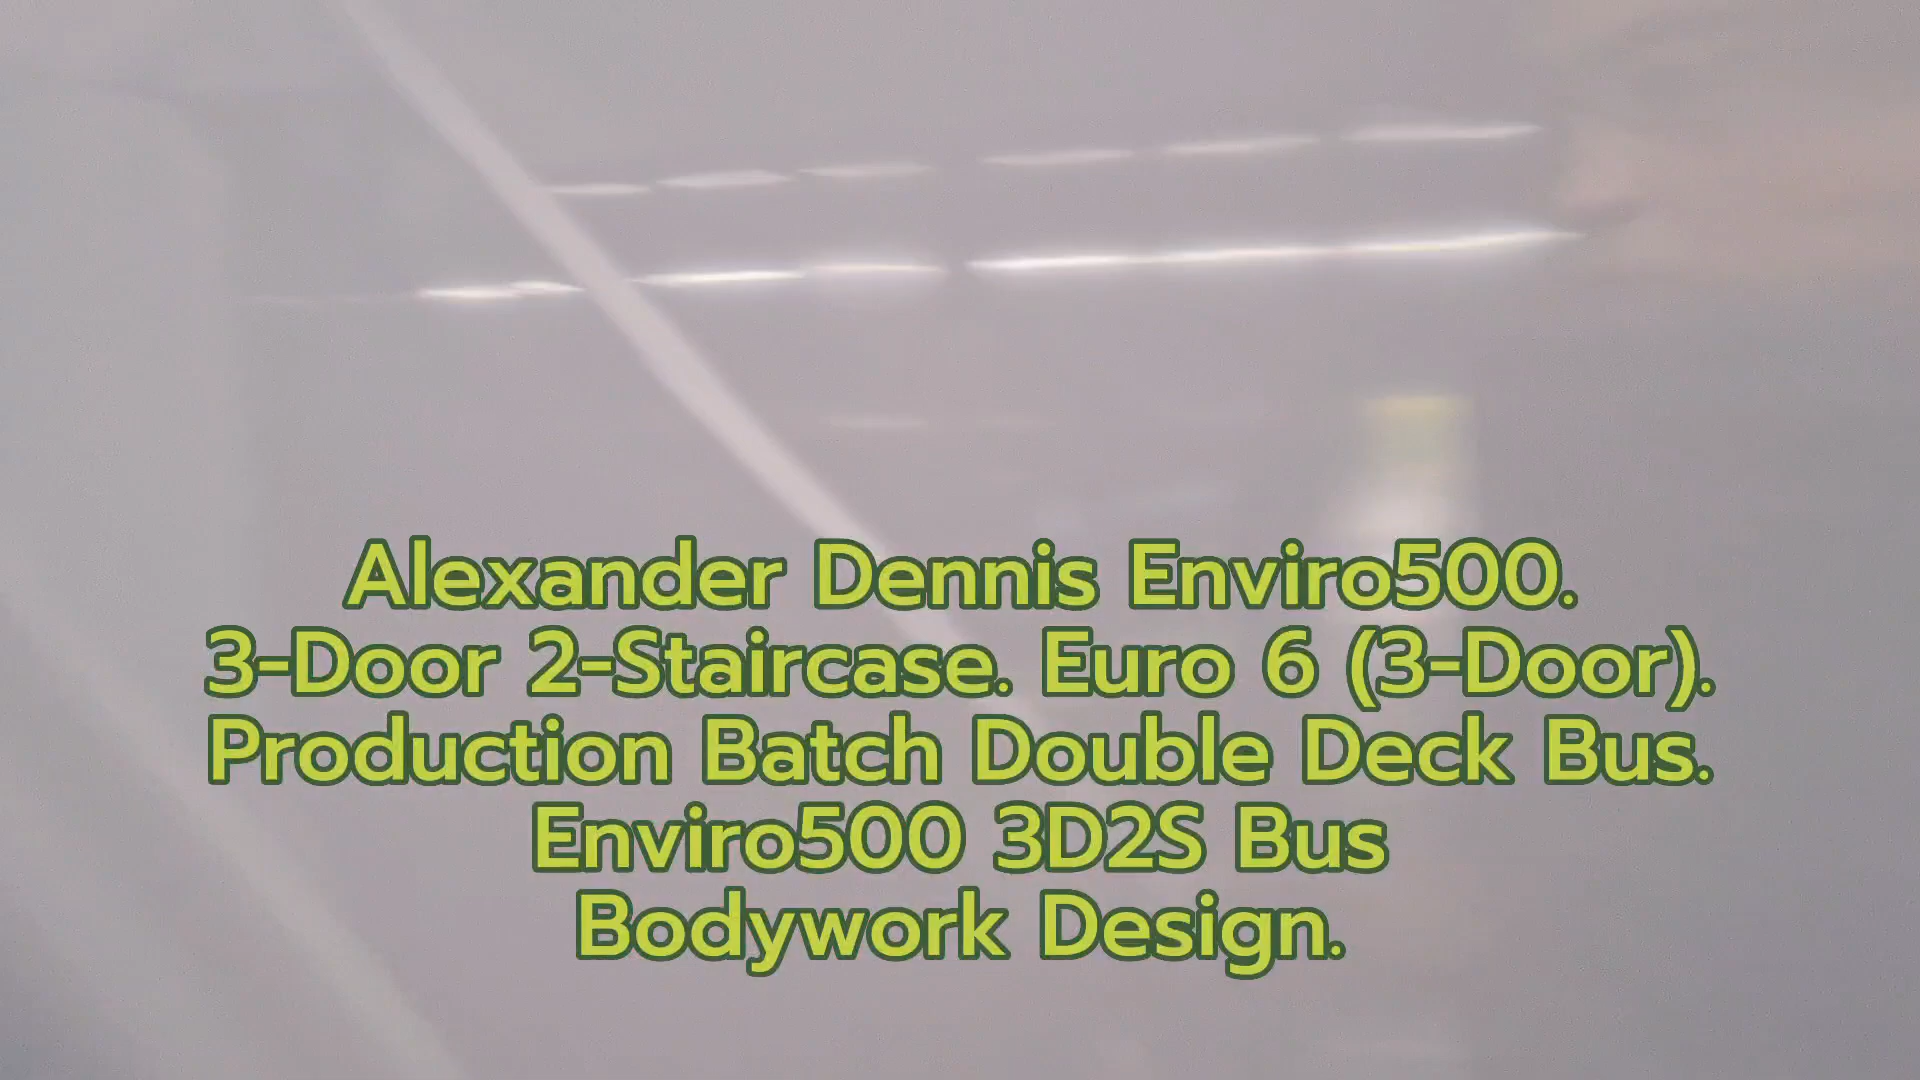 Alexander Dennis Enviro500.
3-Door 2-Staircase. Euro 6 (3-Door).
Production Batch Double Deck Bus.
Enviro500 3D2S Bus
Bodywork Design.